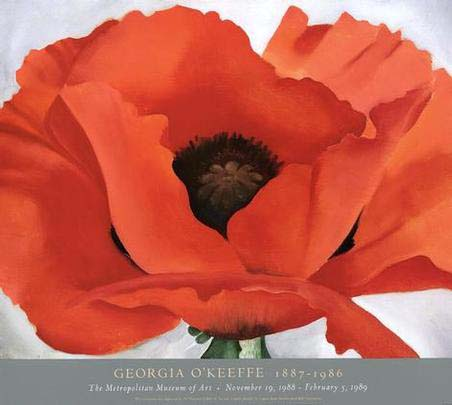 GEORGIA O'KEEFFE 1887-1986
The Metropolitan Museum of Art • November 19, 1988 - February 5, 1989